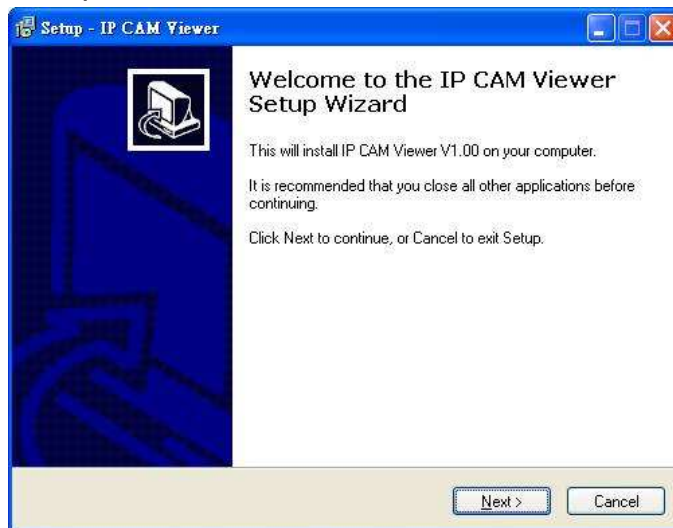 Setup - IP CAM Viewer
Welcome to the IP CAM Viewer
Setup Wizard
This will install IP CAM Viewer V1.00 on your computer.
It is recommended that you close all other applications before
continuing.
Click Next to continue, or Cancel to exit Setup.
Next >
Cancel